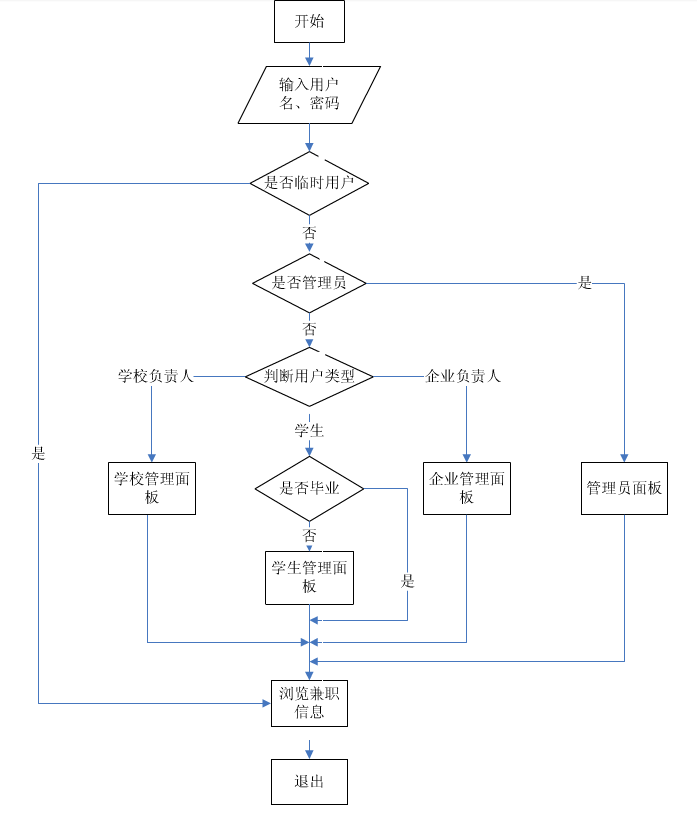 开始
输入用户
名、密码
是否临时用户
否
是否管理员
是
否
学校负责人
判断用户类型
企业负责人
学生
是
学校管理面
板
是否毕业
企业管理面
板
管理员面板
否
学生管理面
板
是
浏览兼职
信息
退出